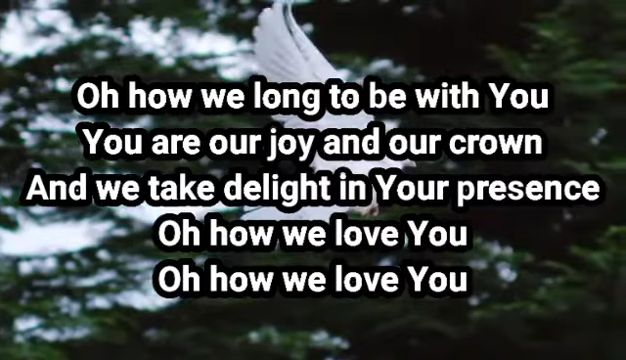 Oh how we long to be with You
You are our joy and our crown
And we take delight in Your presence
Oh how we love You
Oh how we love You